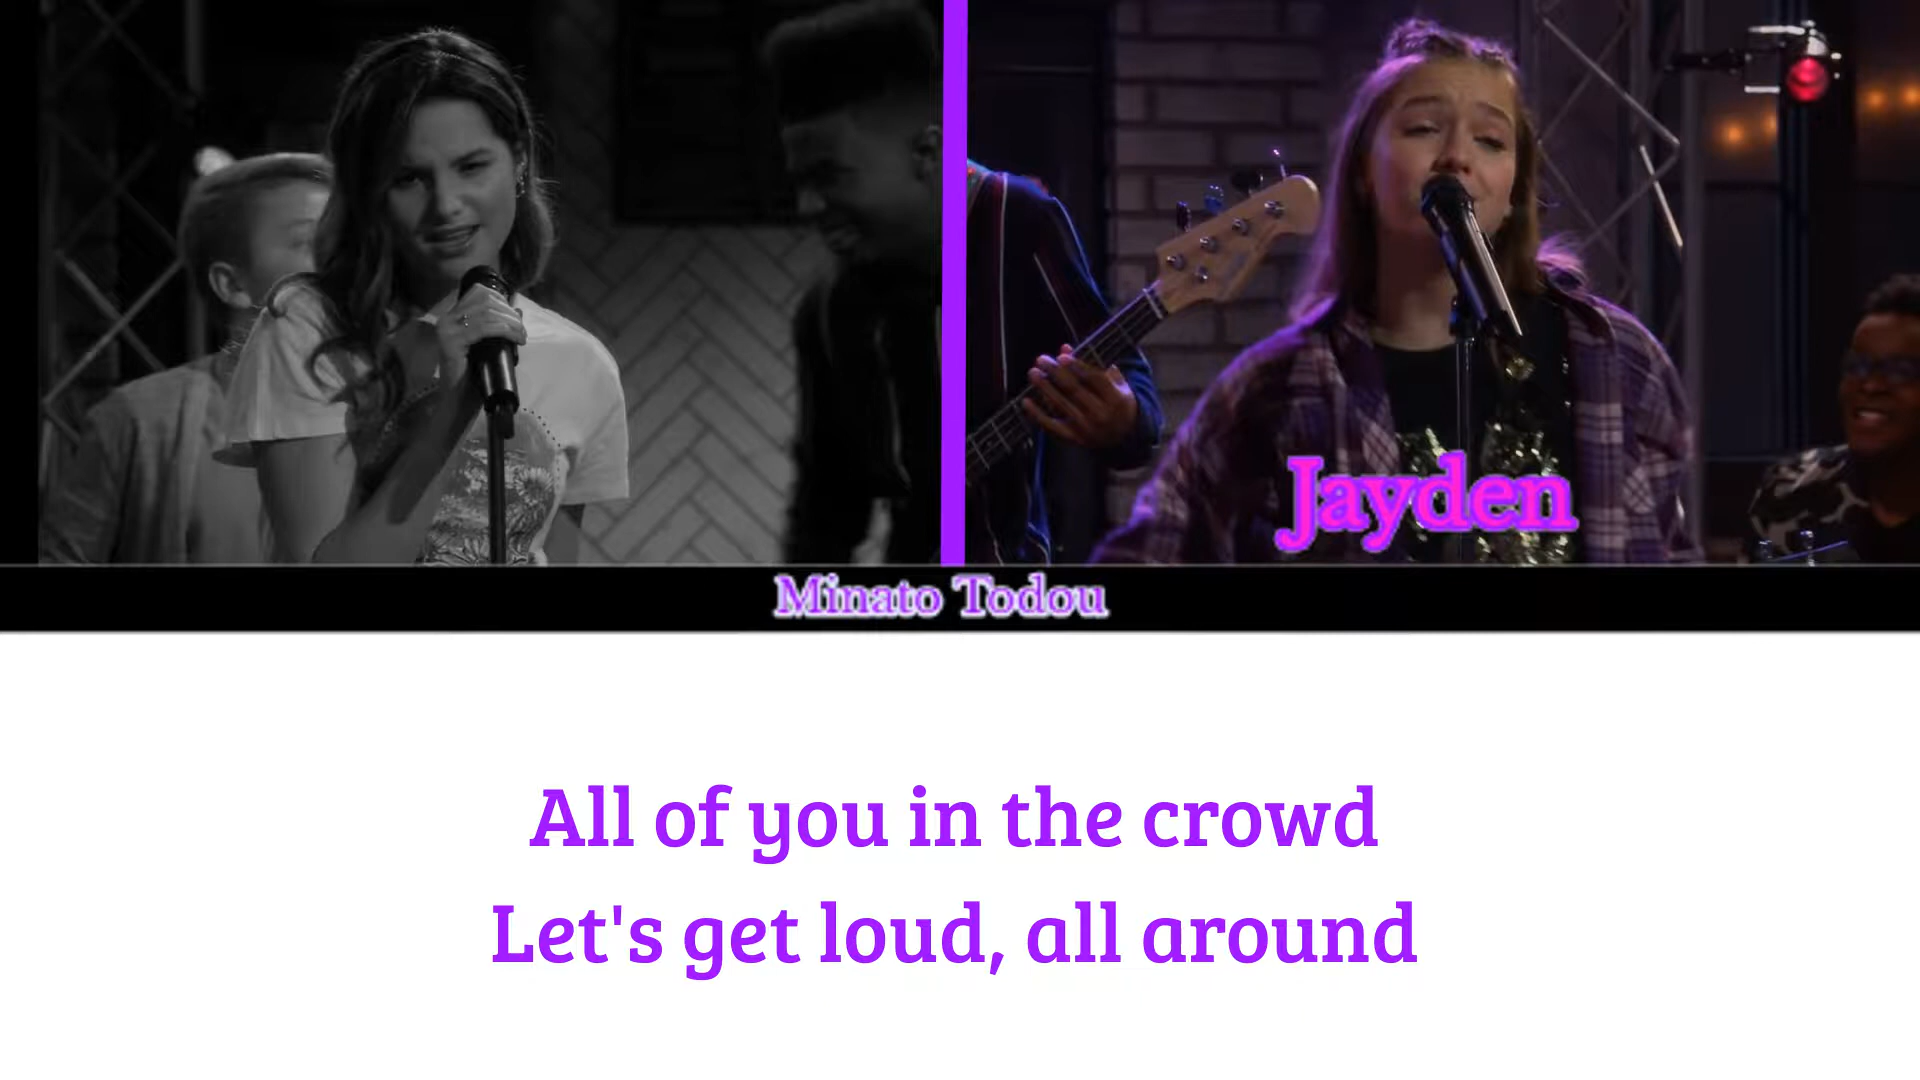 Jayden
Minato Todou
All of you in the crowd
Let's get loud, all around